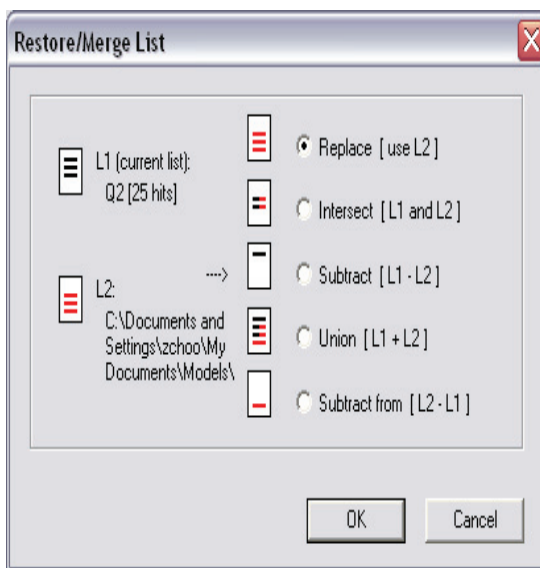 Restore/Merge List
L1 (current list):
Q2 [25 hits]
---->
L2:
C:\Documents and
Settings\zchoo\My
Documents\Models\
Replace [ use L2 ]
Intersect [ L1 and L2 ]
Subtract [ L1 - L2 ]
Union [ L1 + L2 ]
Subtract from [ L2 - L1 ]
OK
Cancel